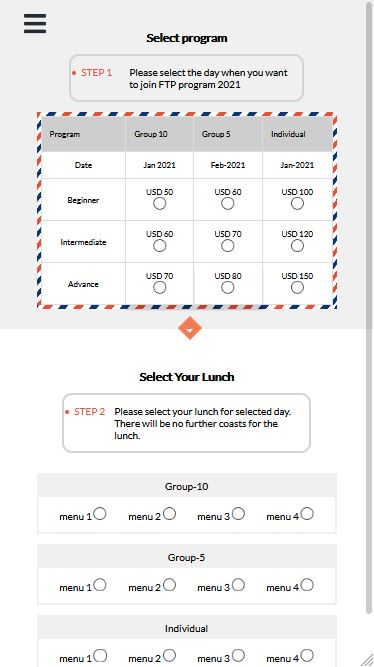 Select program
STEP 1 Please select the day when you want
to join FTP program 2021
Program Group 10 Group 5 Individual
Date Jan 2021 Feb-2021 Jan-2021
USD 50 USD 60 USD 100
Beginner
USD 60 USD 70 USD 120
Intermediate
USD 70 USD 80 USD 150
Advance
Select Your Lunch
STEP 2 Please select your lunch for selected day.
There will be no further coasts for the
lunch.
Group-10
menu 1 menu 2 menu 3 menu 4
Group-5
menu 1 menu 2 menu 3 menu 4
Individual
menu 1 menu 2 menu 3 menu 4